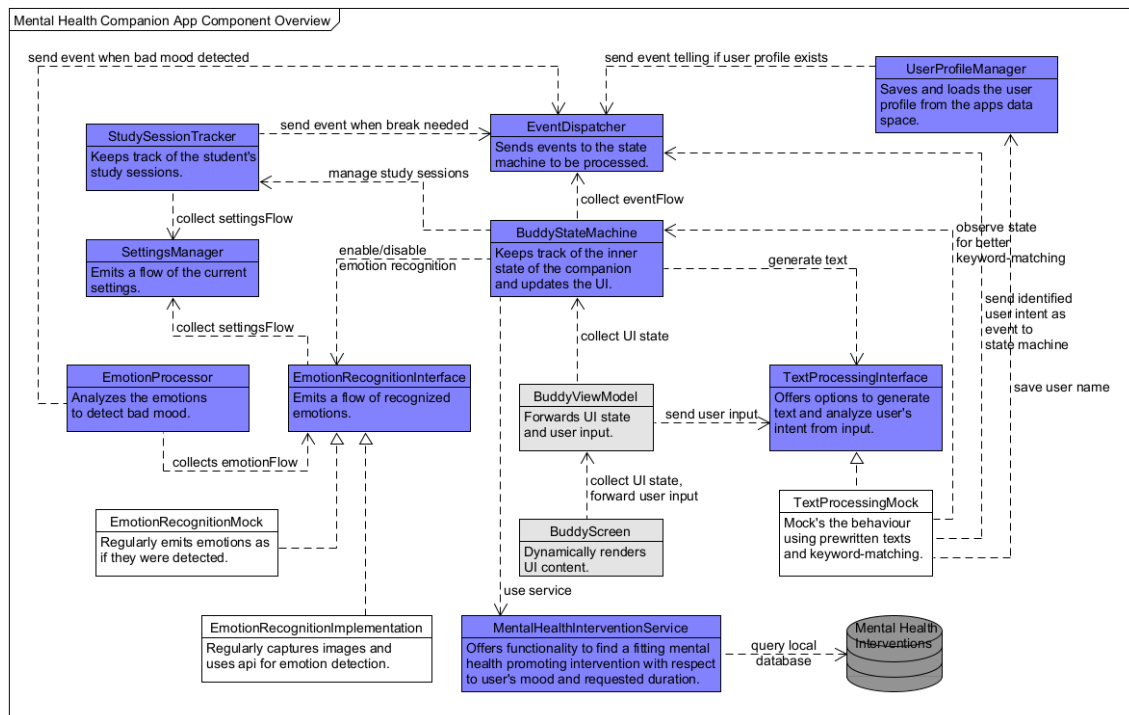 Mental Health Companion App Component Overview
send event when bad mood detected
send event telling if user profile exists
UserProfileManager
Saves and loads the user
profile from the apps data
space.
StudySessionTracker
Keeps track of the student's
study sessions.
send event when break needed
EventDispatcher
Sends events to the state
machine to be processed.
manage study sessions
collect eventFlow
collect settingsFlow
SettingsManager
Emits a flow of the current
settings.
enable/disable
emotion recognition
BuddyStateMachine
Keeps track of the inner
state of the companion
and updates the UI.
generate text
observe state
for better
keyword-matching
send identified
user intent as
event to
state machine
collect settingsFlow
collect UI state
save user name
EmotionProcessor
Analyzes the emotions
to detect bad mood.
EmotionRecognitionInterface
Emits a flow of recognized
emotions.
BuddyViewModel
Forwards UI state
and user input.
send user input
TextProcessingInterface
Offers options to generate
text and analyze user's
intent from input.
collects emotionFlow
collect UI state,
forward user input
EmotionRecognitionMock
Regularly emits emotions as
if they were detected.
BuddyScreen
Dynamically renders
UI content.
TextProcessingMock
Mock's the behaviour
using prewritten texts
and keyword-matching.
use service
EmotionRecognitionImplementation
Regularly captures images and
uses api for emotion detection.
MentalHealthInterventionService
Offers functionality to find a fitting mental
health promoting intervention with respect
to user's mood and requested duration.
query local
database
Mental Health
Interventions